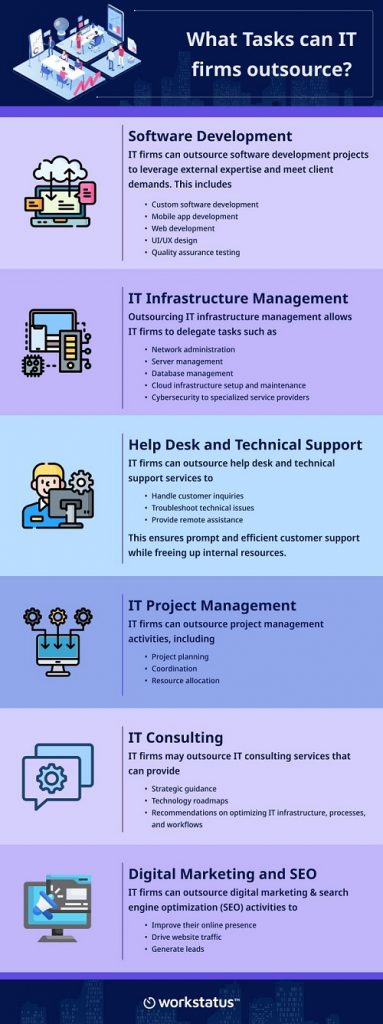 What Tasks can IT
firms outsource?
Software Development
IT firms can outsource software development projects
to leverage external expertise and meet client
demands. This includes
• Custom software development
• Mobile app development
• Web development
• UI/UX design
• Quality assurance testing
IT Infrastructure Management
Outsourcing IT infrastructure management allows
IT firms to delegate tasks such as
• Network administration
• Server management
• Database management
• Cloud infrastructure setup and maintenance
• Cybersecurity to specialized service providers
Help Desk and Technical Support
IT firms can outsource help desk and technical
support services to
• Handle customer inquiries
• Troubleshoot technical issues
• Provide remote assistance
This ensures prompt and efficient customer support
while freeing up internal resources.
IT Project Management
IT firms can outsource project management
activities, including
• Project planning
• Coordination
• Resource allocation
IT Consulting
IT firms may outsource IT consulting services that
can provide
• Strategic guidance
• Technology roadmaps
• Recommendations on optimizing IT infrastructure, processes,
and workflows
Digital Marketing and SEO
IT firms can outsource digital marketing & search
engine optimization (SEO) activities to
• Improve their online presence
• Drive website traffic
• Generate leads
workstatus™